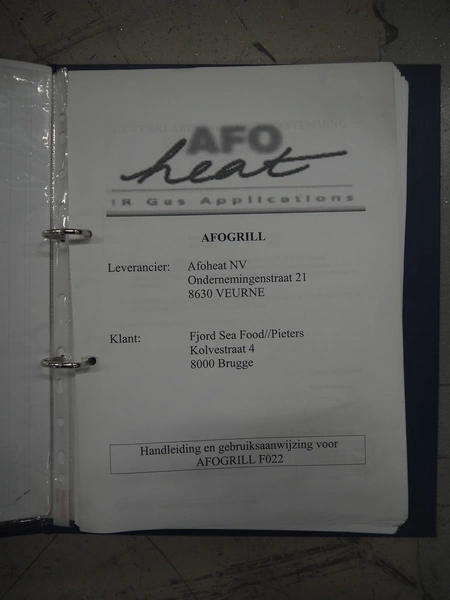 AFO
heat
IR Gas Applications
AFOGRILL
Leverancier: Afoheat NV
Ondernemingenstraat 21
8630 VEURNE
Klant: Fjord Sea Food//Pieters
Kolvestraat 4
8000 Brugge
Handleiding en gebruiksaanwijzing voor
AFOGRILL F022